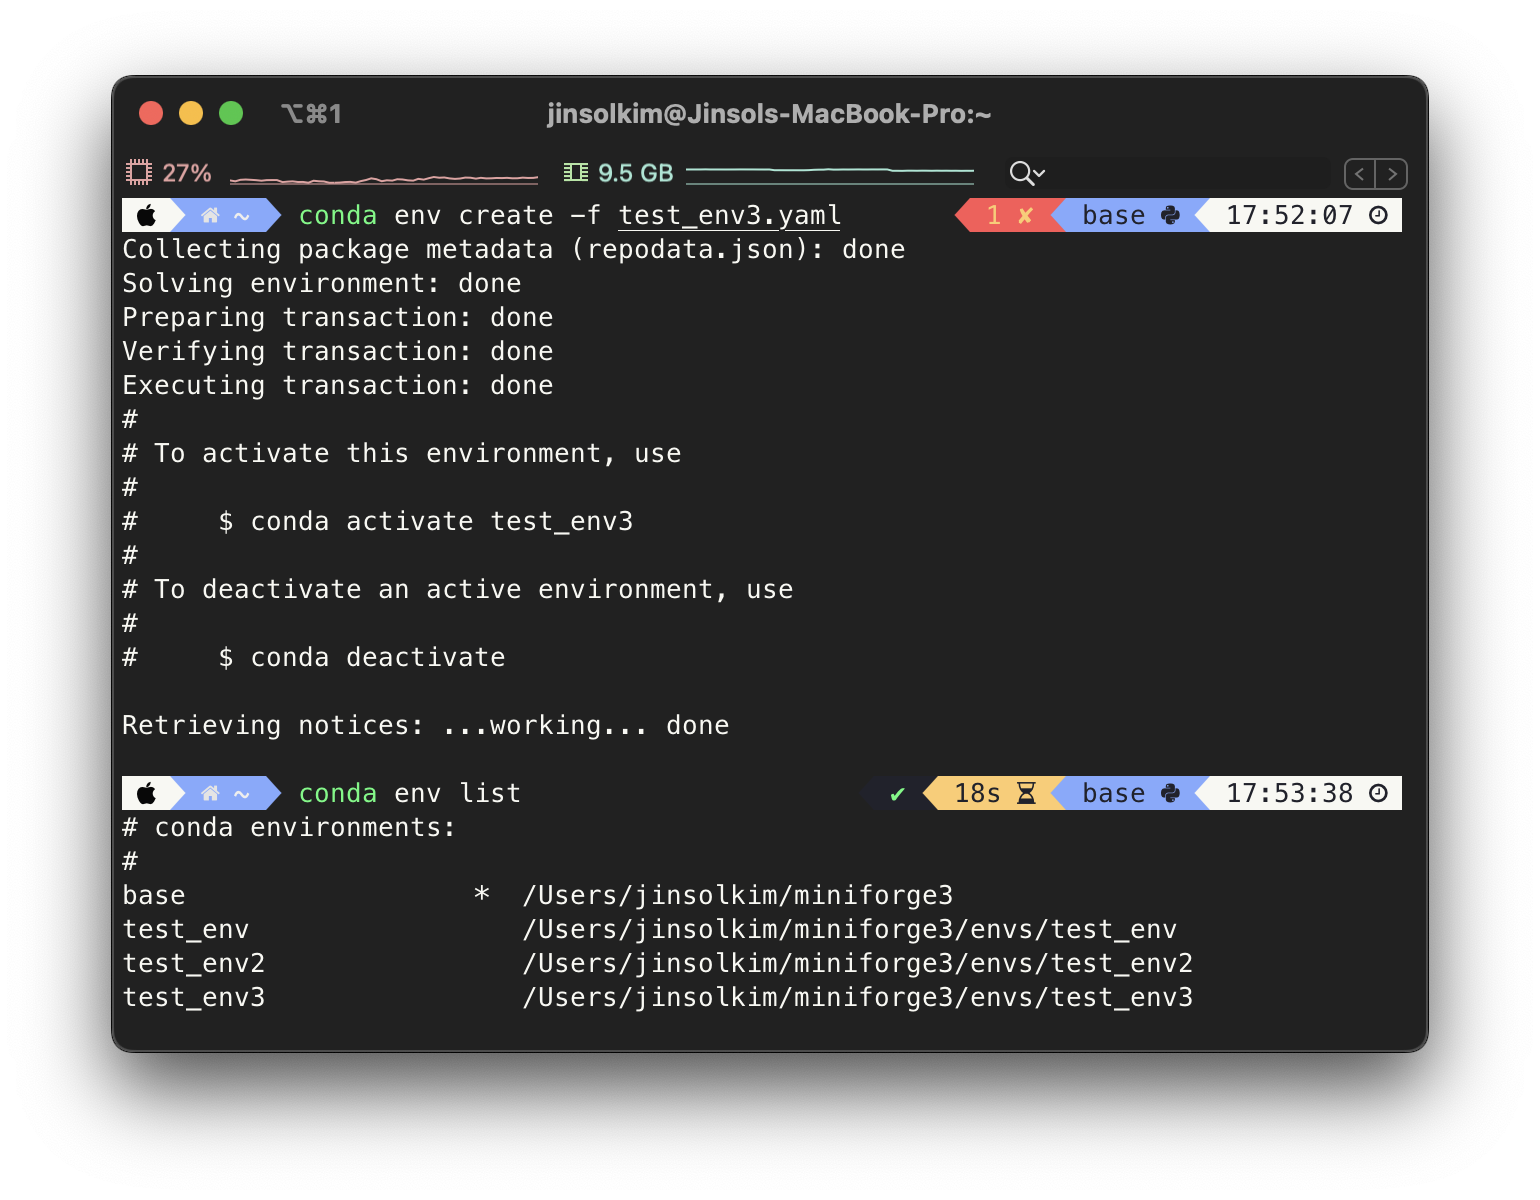 ⌥⌘1 jinsolkim@Jinsols-MacBook-Pro:~
27% 9.5 GB
~ conda env create -f test_env3.yaml 1 ✘ base 17:52:07
Collecting package metadata (repodata.json): done
Solving environment: done
Preparing transaction: done
Verifying transaction: done
Executing transaction: done
#
# To activate this environment, use
#
#     $ conda activate test_env3
#
# To deactivate an active environment, use
#
#     $ conda deactivate
Retrieving notices: ...working... done
~ conda env list ✔ 18s base 17:53:38
# conda environments:
#
base                  *  /Users/jinsolkim/miniforge3
test_env                 /Users/jinsolkim/miniforge3/envs/test_env
test_env2                /Users/jinsolkim/miniforge3/envs/test_env2
test_env3                /Users/jinsolkim/miniforge3/envs/test_env3